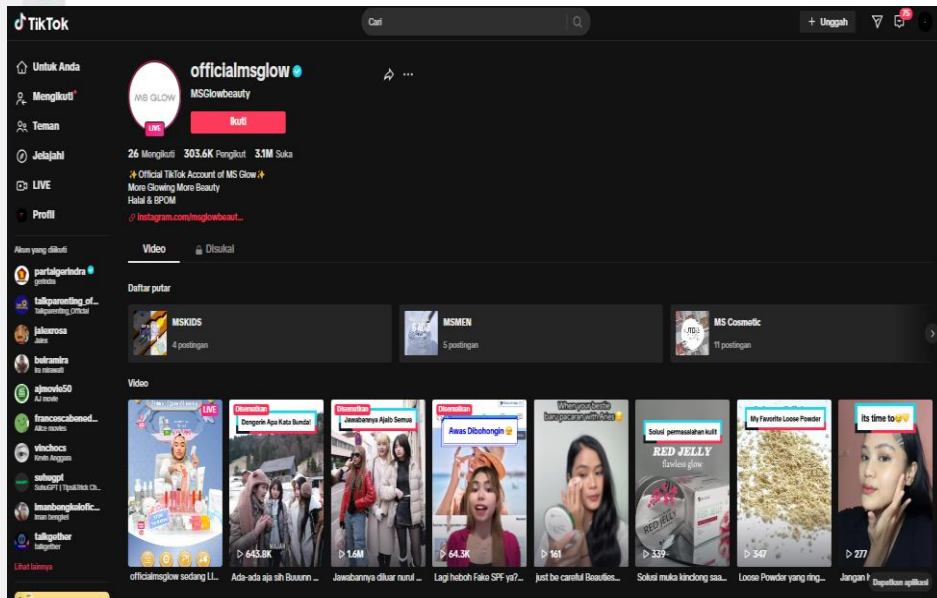 TikTok
Cari
+ Unggah
75
Untuk Anda
Mengikuti
Teman
Jelajahi
LIVE
Profil
Akun yang diikuti
partaigerindra
gerindra
talkparenting_of...
Talkparenting_Official
jalexrosa
Jalex
buiramira
Ira mirawati
ajmovie50
AJ movie
francescabened...
Alice movies
vinchocs
Kevin Anggara
suhugpt
SuhuGPT | Tips&Trick Ch...
imanbengkelofic...
Iman bengkel
talkgether
talkgether
Lihat lainnya
officialmsglow
MSGlowbeauty
MS GLOW
LIVE
Ikuti
26 Mengikuti 303.6K Pengikut 3.1M Suka
✨Official TikTok Account of MS Glow✨
More Glowing More Beauty
Halal & BPOM
instagram.com/msglowbeaut...
Video Disukai
Daftar putar
MSKIDS
4 postingan
MSMEN
5 postingan
MS Cosmetic
11 postingan
Video
LIVE
officialmsglow sedang LI...
Disematkan
Dengerin Apa Kata Bunda!
643.8K
Ada-ada aja sih Buuunn ...
Disematkan
Jawabannya Ajaib Semua
1.6M
Jawabannya diluar nurul ...
Disematkan
Awas Dibohongin
64.3K
Lagi heboh Fake SPF ya?...
When your bestie
baru pacaran with Aries
161
just be careful Beauties...
Solusi permasalahan kulit
RED JELLY
flawless glow
RED JELLY
339
Solusi muka kinclong saa...
My Favorite Loose Powder
347
Loose Powder yang ring...
its time to
277
Jangan
Dapatkan aplikasi